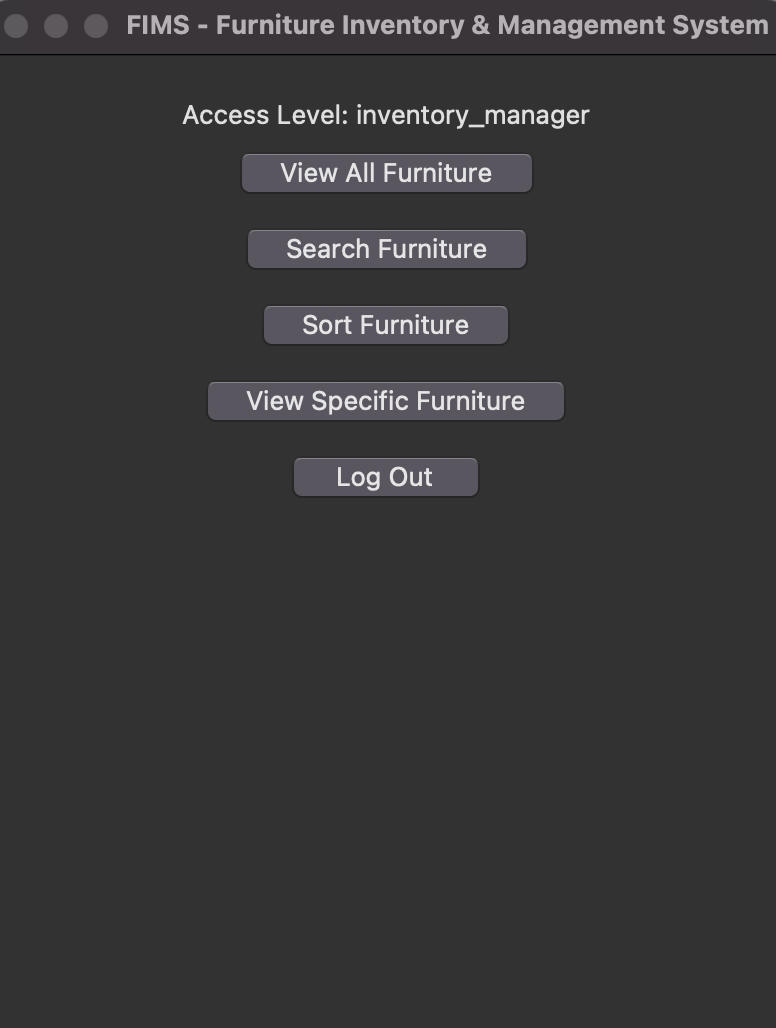 FIMS - Furniture Inventory & Management System
Access Level: inventory_manager
View All Furniture
Search Furniture
Sort Furniture
View Specific Furniture
Log Out